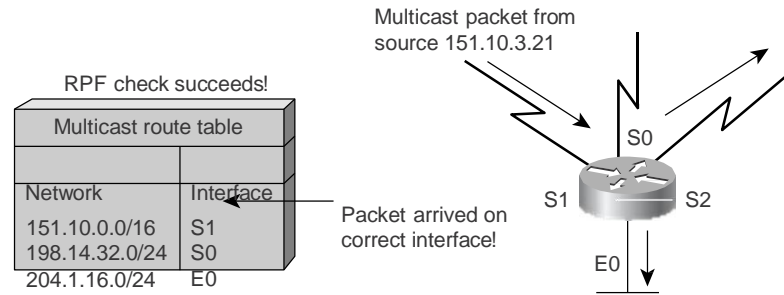 Multicast packet from
source 151.10.3.21
RPF check succeeds!
Multicast route table
Network Interface
151.10.0.0/16 S1
198.14.32.0/24 S0
204.1.16.0/24 E0
Packet arrived on
correct interface!
S0
S1
S2
E0